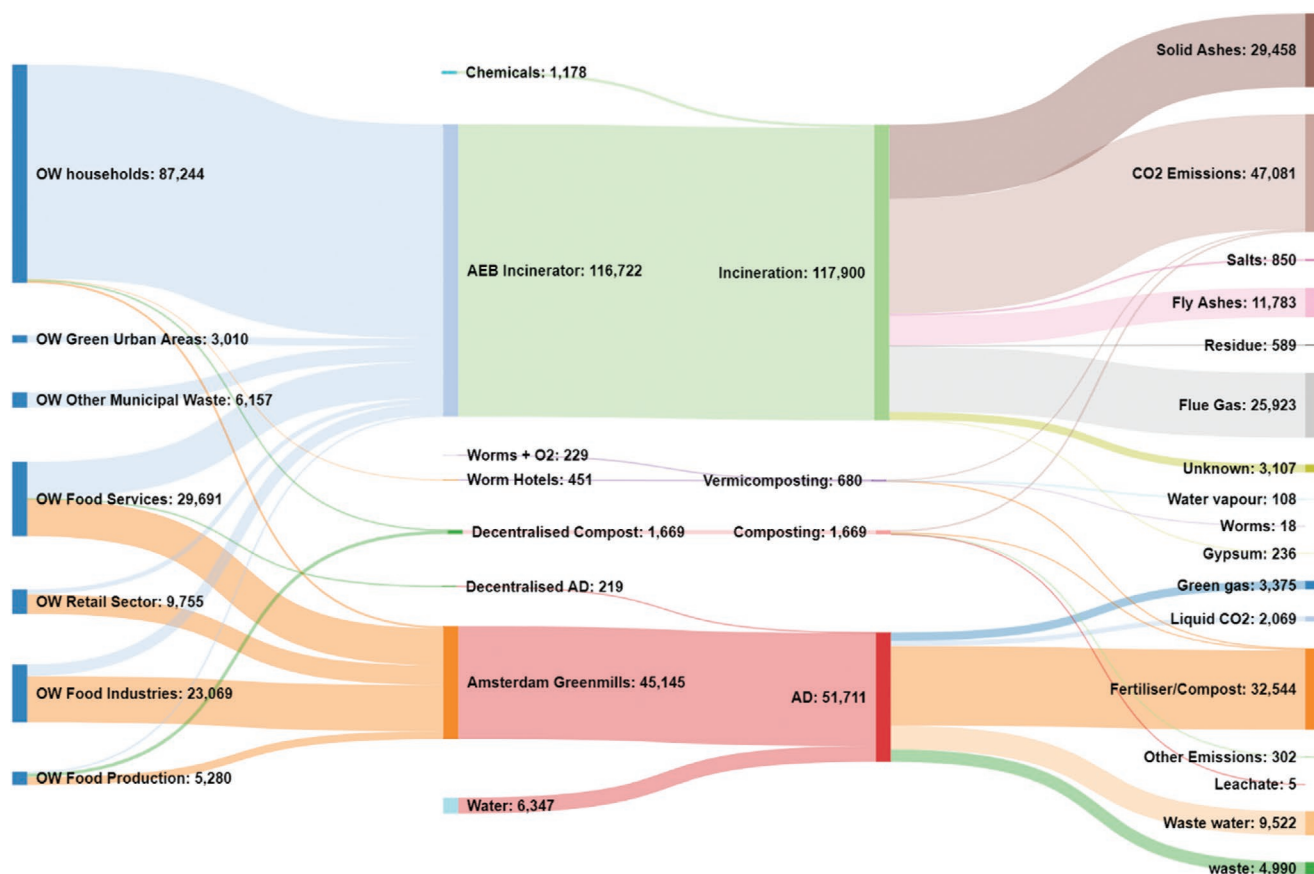 OW households: 87,244
OW Green Urban Areas: 3,010
OW Other Municipal Waste: 6,157
OW Food Services: 29,691
OW Retail Sector: 9,755
OW Food Industries: 23,069
OW Food Production: 5,280
Chemicals: 1,178
AEB Incinerator: 116,722
Worms + O2: 229
Worm Hotels: 451
Decentralised Compost: 1,669
Decentralised AD: 219
Amsterdam Greenmills: 45,145
Water: 6,347
Incineration: 117,900
Vermicomposting: 680
Composting: 1,669
AD: 51,711
Solid Ashes: 29,458
CO2 Emissions: 47,081
Salts: 850
Fly Ashes: 11,783
Residue: 589
Flue Gas: 25,923
Unknown: 3,107
Water vapour: 108
Worms: 18
Gypsum: 236
Green gas: 3,375
Liquid CO2: 2,069
Fertiliser/Compost: 32,544
Other Emissions: 302
Leachate: 5
Waste water: 9,522
waste: 4,990